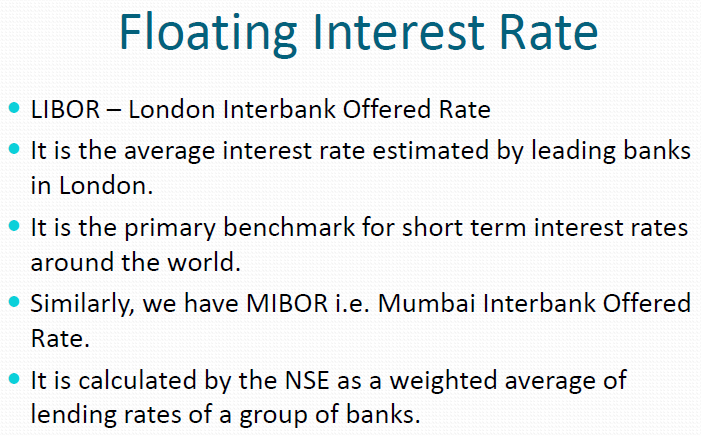 Floating Interest Rate
• LIBOR – London Interbank Offered Rate
• It is the average interest rate estimated by leading banks
in London.
• It is the primary benchmark for short term interest rates
around the world.
• Similarly, we have MIBOR i.e. Mumbai Interbank Offered
Rate.
• It is calculated by the NSE as a weighted average of
lending rates of a group of banks.